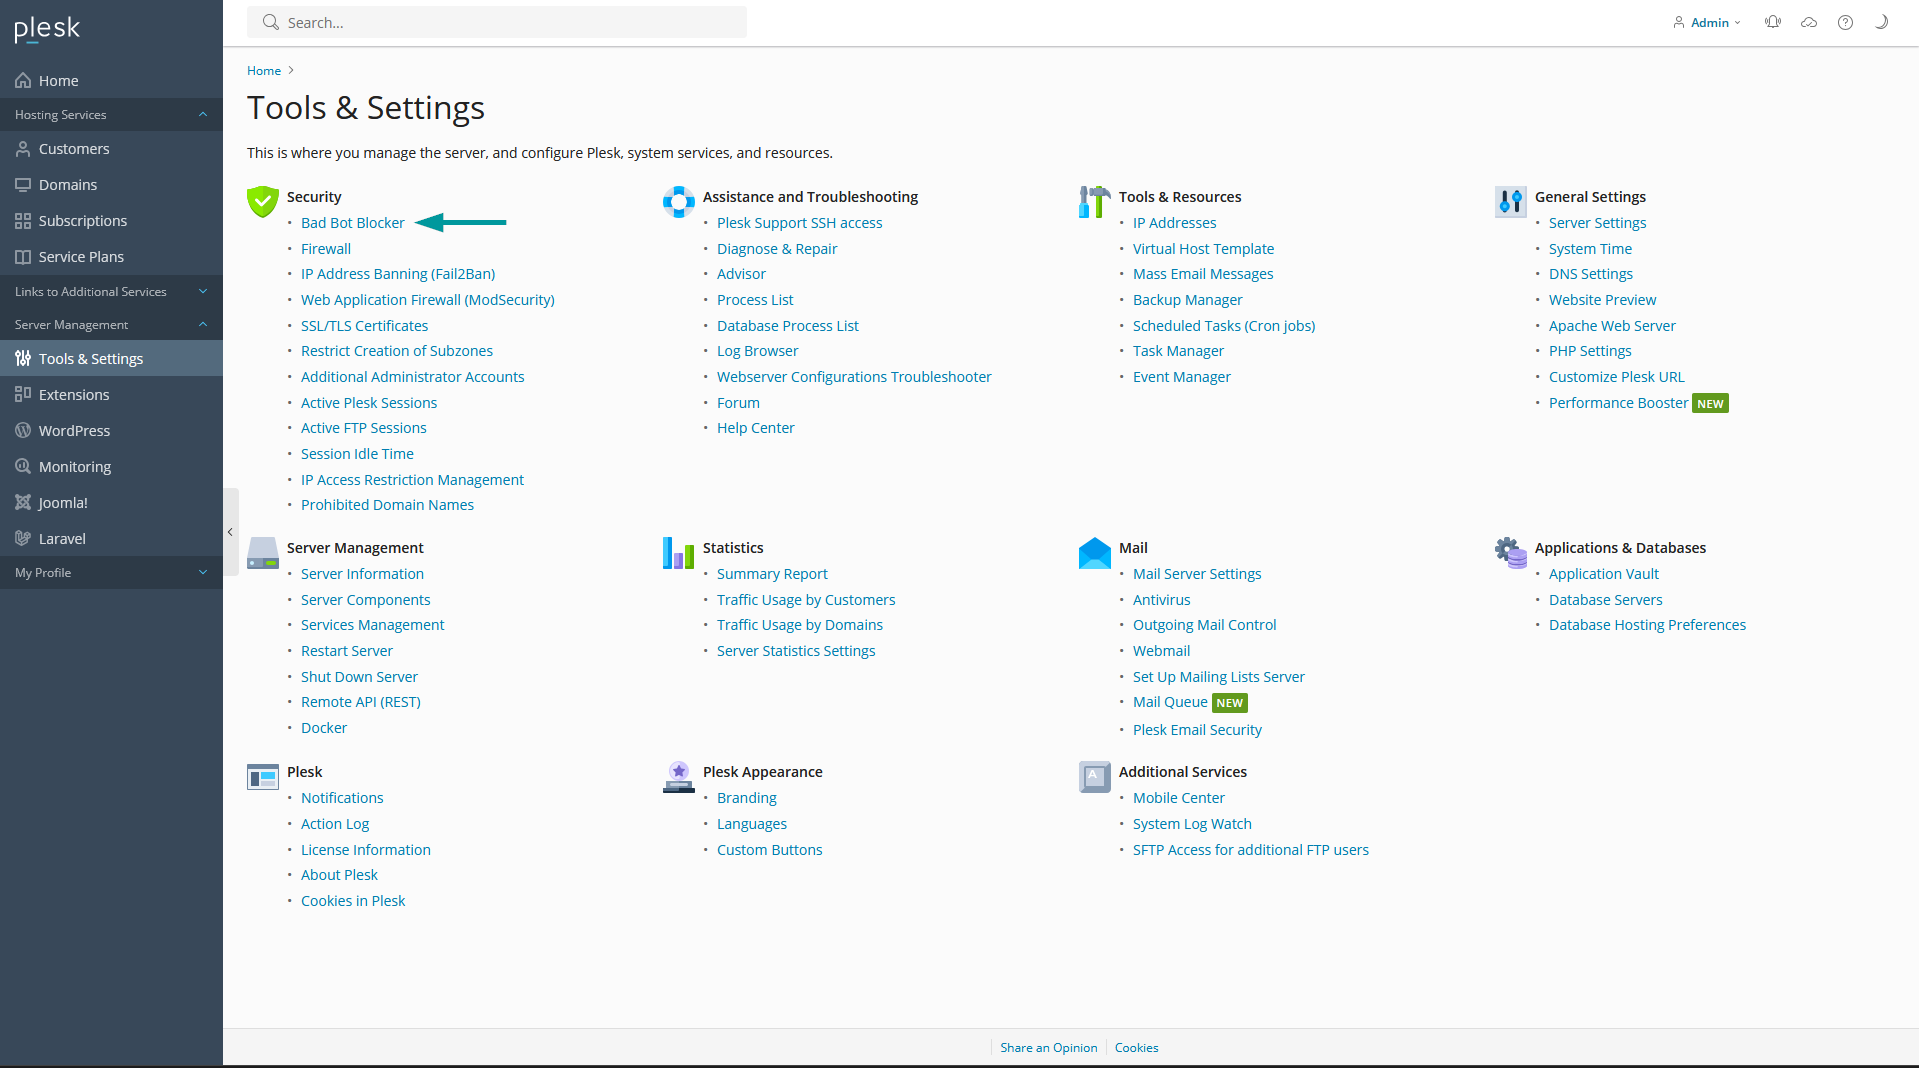 plesk
Search...
Admin
Home
Hosting Services
Customers
Domains
Subscriptions
Service Plans
Links to Additional Services
Server Management
Tools & Settings
Extensions
WordPress
Monitoring
Joomla!
Laravel
My Profile
Home
Tools & Settings
This is where you manage the server, and configure Plesk, system services, and resources.
Security
Bad Bot Blocker
Firewall
IP Address Banning (Fail2Ban)
Web Application Firewall (ModSecurity)
SSL/TLS Certificates
Restrict Creation of Subzones
Additional Administrator Accounts
Active Plesk Sessions
Active FTP Sessions
Session Idle Time
IP Access Restriction Management
Prohibited Domain Names
Assistance and Troubleshooting
Plesk Support SSH access
Diagnose & Repair
Advisor
Process List
Database Process List
Log Browser
Webserver Configurations Troubleshooter
Forum
Help Center
Tools & Resources
IP Addresses
Virtual Host Template
Mass Email Messages
Backup Manager
Scheduled Tasks (Cron jobs)
Task Manager
Event Manager
General Settings
Server Settings
System Time
DNS Settings
Website Preview
Apache Web Server
PHP Settings
Customize Plesk URL
Performance Booster NEW
Server Management
Server Information
Server Components
Services Management
Restart Server
Shut Down Server
Remote API (REST)
Docker
Statistics
Summary Report
Traffic Usage by Customers
Traffic Usage by Domains
Server Statistics Settings
Mail
Mail Server Settings
Antivirus
Outgoing Mail Control
Webmail
Set Up Mailing Lists Server
Mail Queue NEW
Plesk Email Security
Applications & Databases
Application Vault
Database Servers
Database Hosting Preferences
Plesk
Notifications
Action Log
License Information
About Plesk
Cookies in Plesk
Plesk Appearance
Branding
Languages
Custom Buttons
A
Additional Services
Mobile Center
System Log Watch
SFTP Access for additional FTP users
Share an Opinion
Cookies